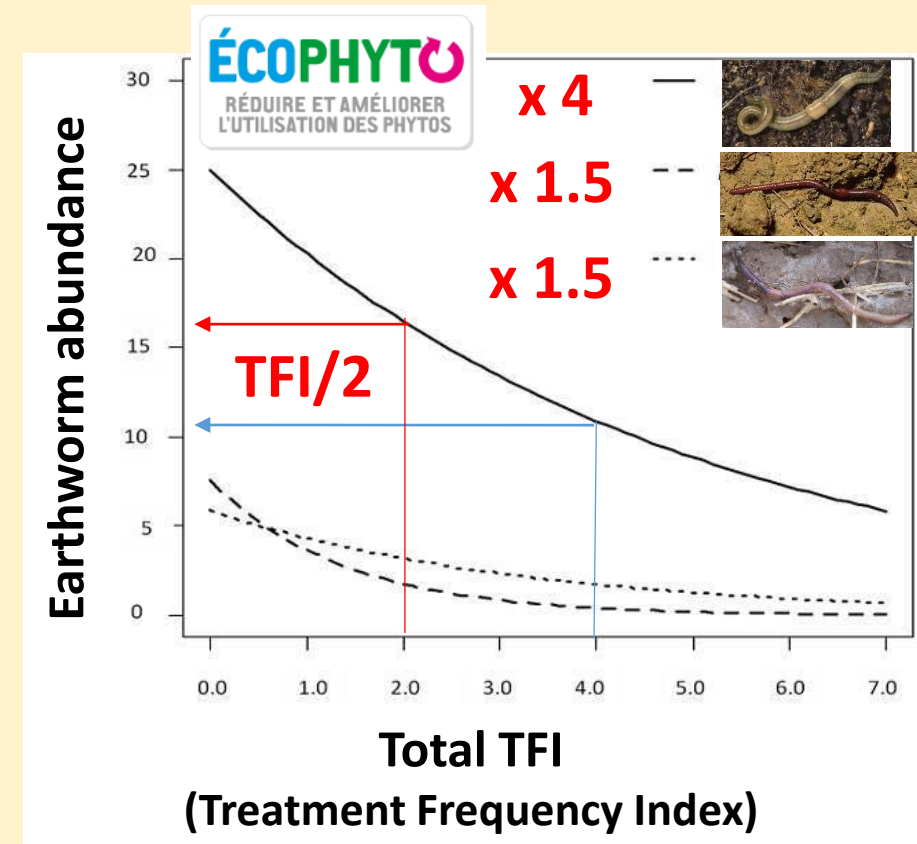 ÉCOPHYTO
RÉDUIRE ET AMÉLIORER
L'UTILISATION DES PHYTOS
x 4
x 1.5
x 1.5
TFI/2
Earthworm abundance
30
25
20
15
10
5
0
0.0 1.0 2.0 3.0 4.0 5.0 6.0 7.0
Total TFI
(Treatment Frequency Index)